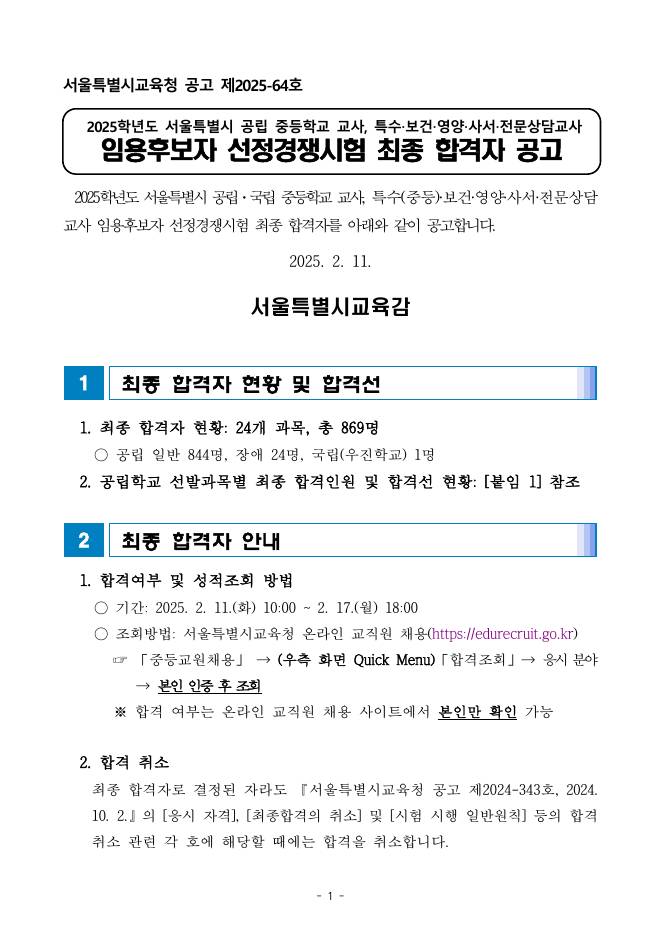 서울특별시교육청 공고 제2025-64호
2025학년도 서울특별시 공립 중등학교 교사, 특수·보건·영양·사서·전문상담교사
임용후보자 선정경쟁시험 최종 합격자 공고
2025학년도 서울특별시 공립·국립 중등학교 교사, 특수(중등)·보건·영양·사서·전문상담
교사 임용후보자 선정경쟁시험 최종 합격자를 아래와 같이 공고합니다.
2025. 2. 11.
서울특별시교육감
1 최종 합격자 현황 및 합격선
1. 최종 합격자 현황: 24개 과목, 총 869명
○ 공립 일반 844명, 장애 24명, 국립(우진학교) 1명
2. 공립학교 선발과목별 최종 합격인원 및 합격선 현황: [붙임 1] 참조
2 최종 합격자 안내
1. 합격여부 및 성적조회 방법
○ 기간: 2025. 2. 11.(화) 10:00 ~ 2. 17.(월) 18:00
○ 조회방법: 서울특별시교육청 온라인 교직원 채용(https://edurecruit.go.kr)
☞ 「중등교원채용」 → (우측 화면 Quick Menu)「합격조회」→ 응시 분야
→ 본인 인증 후 조회
※ 합격 여부는 온라인 교직원 채용 사이트에서 본인만 확인 가능
2. 합격 취소
최종 합격자로 결정된 자라도 『서울특별시교육청 공고 제2024-343호, 2024.
10. 2.』의 [응시 자격], [최종합격의 취소] 및 [시험 시행 일반원칙] 등의 합격
취소 관련 각 호에 해당할 때에는 합격을 취소합니다.
- 1 -